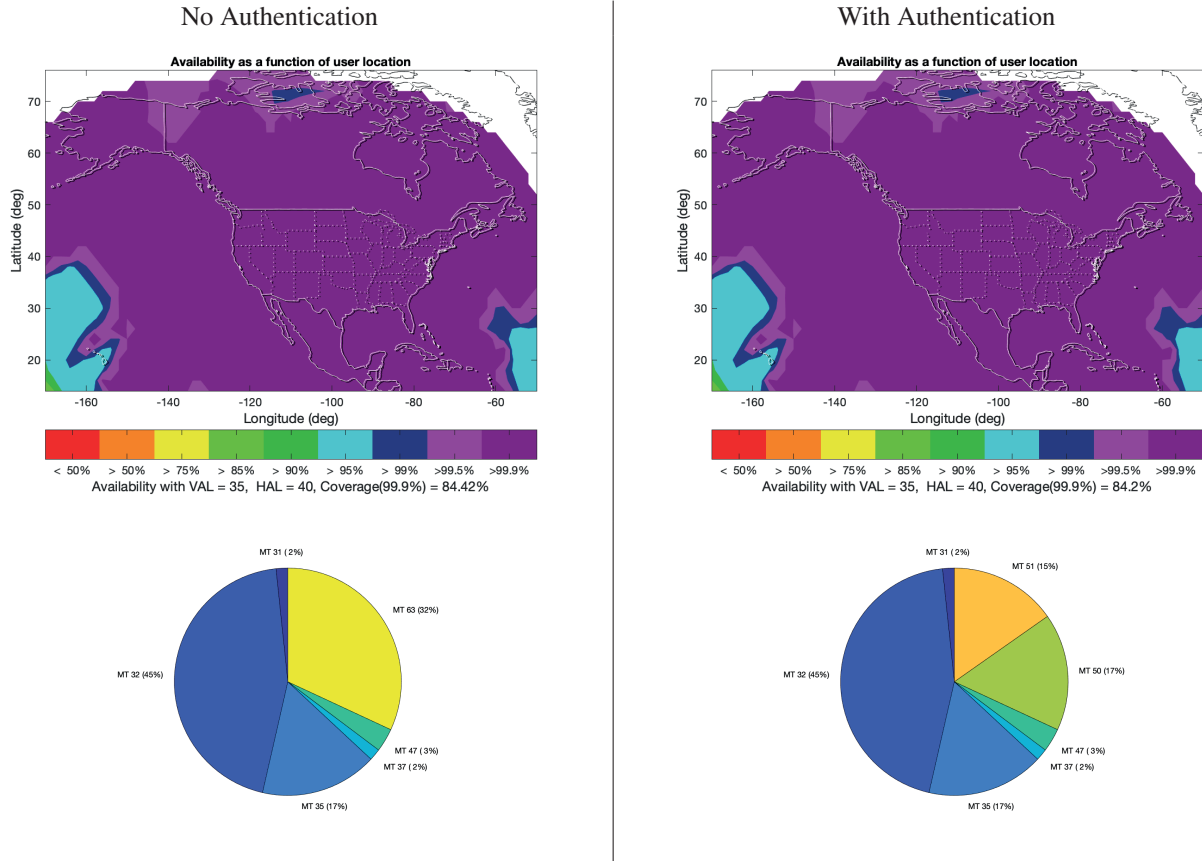 No Authentication
Availability as a function of user location
70
60
50
40
30
20
Latitude (deg)
-160
-140
-120
-100
-80
-60
Longitude (deg)
< 50%
> 50%
> 75%
> 85%
> 90%
> 95%
> 99%
>99.5%
>99.9%
Availability with VAL = 35, HAL = 40, Coverage(99.9%) = 84.42%
MT 31 ( 2%)
MT 63 (32%)
MT 32 (45%)
MT 47 ( 3%)
MT 37 ( 2%)
MT 35 (17%)
With Authentication
Availability as a function of user location
70
60
50
40
30
20
Latitude (deg)
-160
-140
-120
-100
-80
-60
Longitude (deg)
< 50%
> 50%
> 75%
> 85%
> 90%
> 95%
> 99%
>99.5%
>99.9%
Availability with VAL = 35, HAL = 40, Coverage(99.9%) = 84.2%
MT 31 ( 2%)
MT 51 (15%)
MT 32 (45%)
MT 50 (17%)
MT 47 ( 3%)
MT 37 ( 2%)
MT 35 (17%)